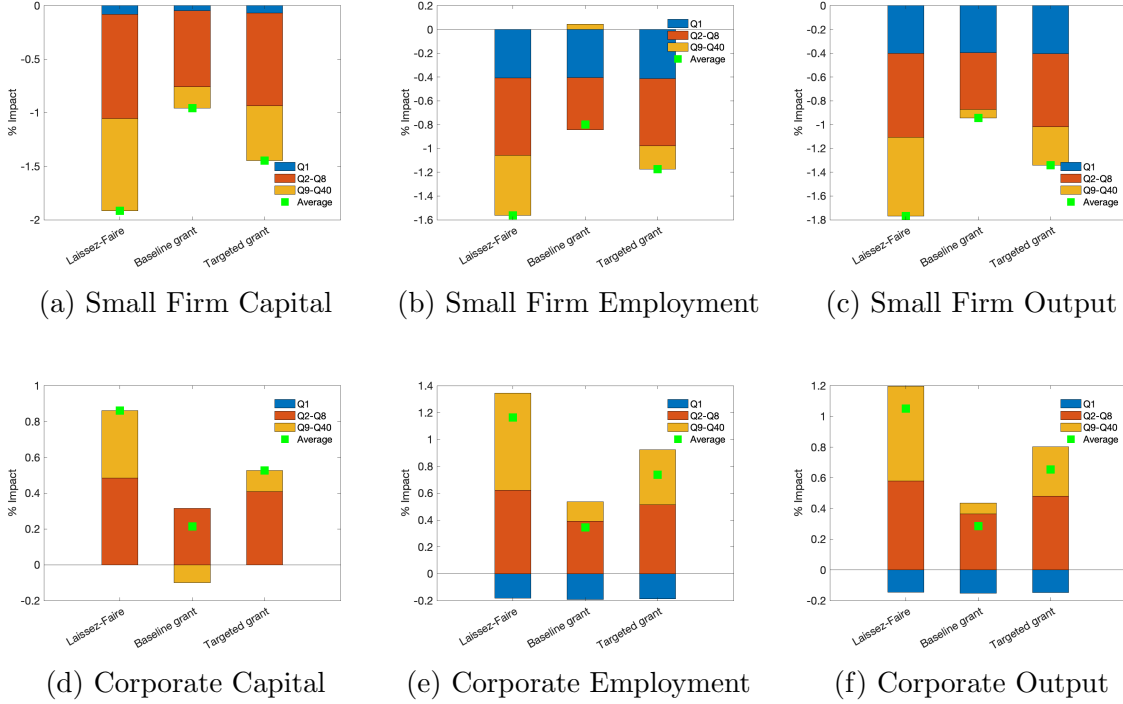 0
-0.5
-1
-1.5
-2
% Impact
Q1
Q2-Q8
Q9-Q40
Average
Laissez-Faire
Baseline grant
Targeted grant
(a) Small Firm Capital
0.2
0
-0.2
-0.4
-0.6
-0.8
-1
-1.2
-1.4
-1.6
% Impact
Q1
Q2-Q8
Q9-Q40
Average
Laissez-Faire
Baseline grant
Targeted grant
(b) Small Firm Employment
0
-0.2
-0.4
-0.6
-0.8
-1
-1.2
-1.4
-1.6
-1.8
% Impact
Q1
Q2-Q8
Q9-Q40
Average
Laissez-Faire
Baseline grant
Targeted grant
(c) Small Firm Output
1
0.8
0.6
0.4
0.2
0
-0.2
% Impact
Q1
Q2-Q8
Q9-Q40
Average
Laissez-Faire
Baseline grant
Targeted grant
(d) Corporate Capital
1.4
1.2
1
0.8
0.6
0.4
0.2
0
-0.2
% Impact
Q1
Q2-Q8
Q9-Q40
Average
Laissez-Faire
Baseline grant
Targeted grant
(e) Corporate Employment
1.2
1
0.8
0.6
0.4
0.2
0
-0.2
% Impact
Q1
Q2-Q8
Q9-Q40
Average
Laissez-Faire
Baseline grant
Targeted grant
(f) Corporate Output